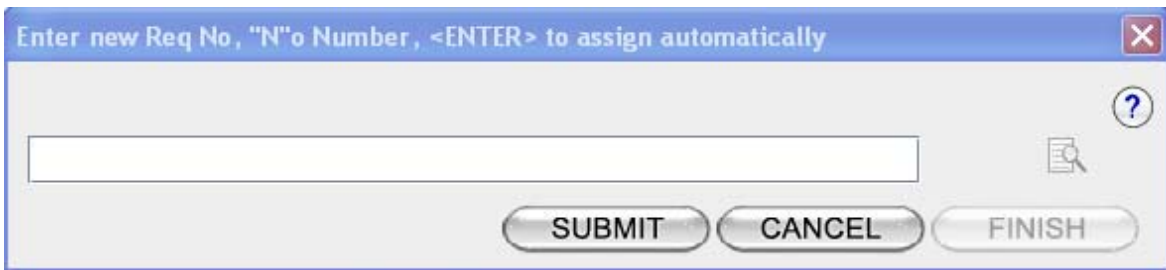 Enter new Req No, "N"o Number, <ENTER> to assign automatically
?
SUBMIT CANCEL FINISH